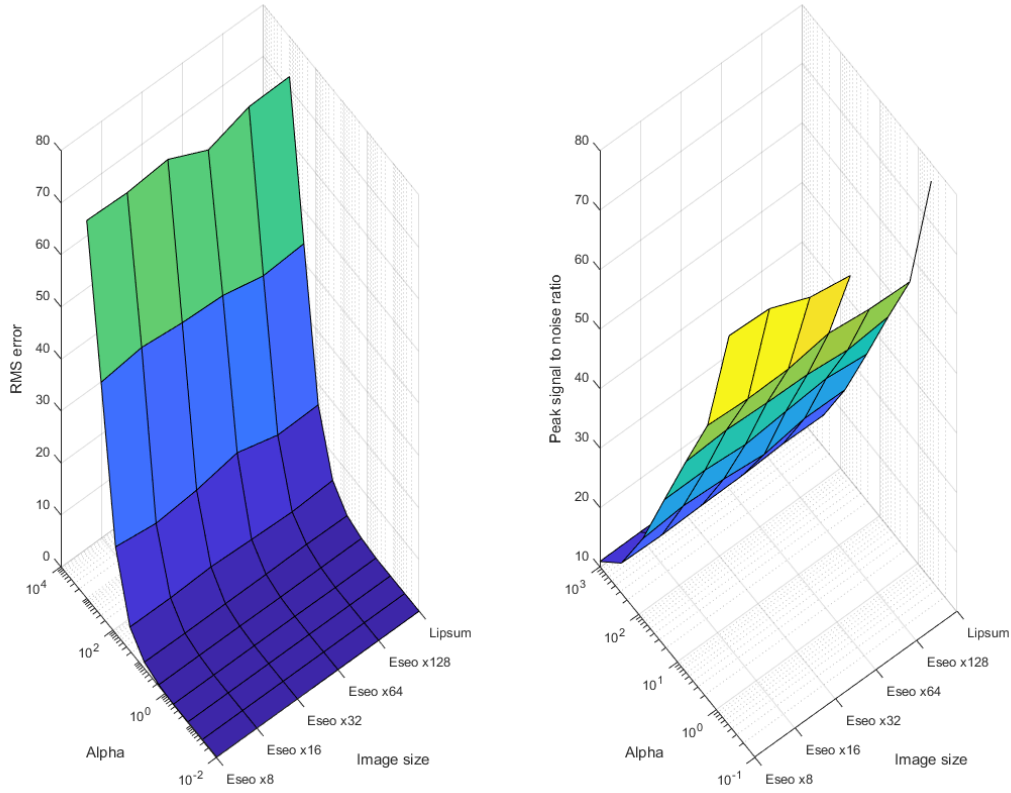 RMS error
80
70
60
50
40
30
20
10
0
10^4
10^2
10^0
10^-2
Alpha
Eseo x8
Eseo x16
Eseo x32
Eseo x64
Eseo x128
Lipsum
Image size
Peak signal to noise ratio
80
70
60
50
40
30
20
10
10^3
10^2
10^1
10^0
10^-1
Alpha
Eseo x8
Eseo x16
Eseo x32
Eseo x64
Eseo x128
Lipsum
Image size